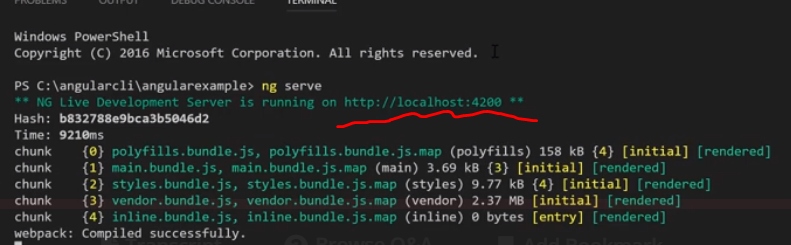 PROBLEMS OUTPUT DEBUG CONSOLE TERMINAL
Windows PowerShell
Copyright (C) 2016 Microsoft Corporation. All rights reserved.
PS C:\angularcli\angularexample> ng serve
** NG Live Development Server is running on http://localhost:4200 **
Hash: b832788e9bca3b5046d2
Time: 9210ms
chunk {0} polyfills.bundle.js, polyfills.bundle.js.map (polyfills) 158 kB {4} [initial] [rendered]
chunk {1} main.bundle.js, main.bundle.js.map (main) 3.69 kB {3} [initial] [rendered]
chunk {2} styles.bundle.js, styles.bundle.js.map (styles) 9.77 kB {4} [initial] [rendered]
chunk {3} vendor.bundle.js, vendor.bundle.js.map (vendor) 2.37 MB [initial] [rendered]
chunk {4} inline.bundle.js, inline.bundle.js.map (inline) 0 bytes [entry] [rendered]
webpack: Compiled successfully.